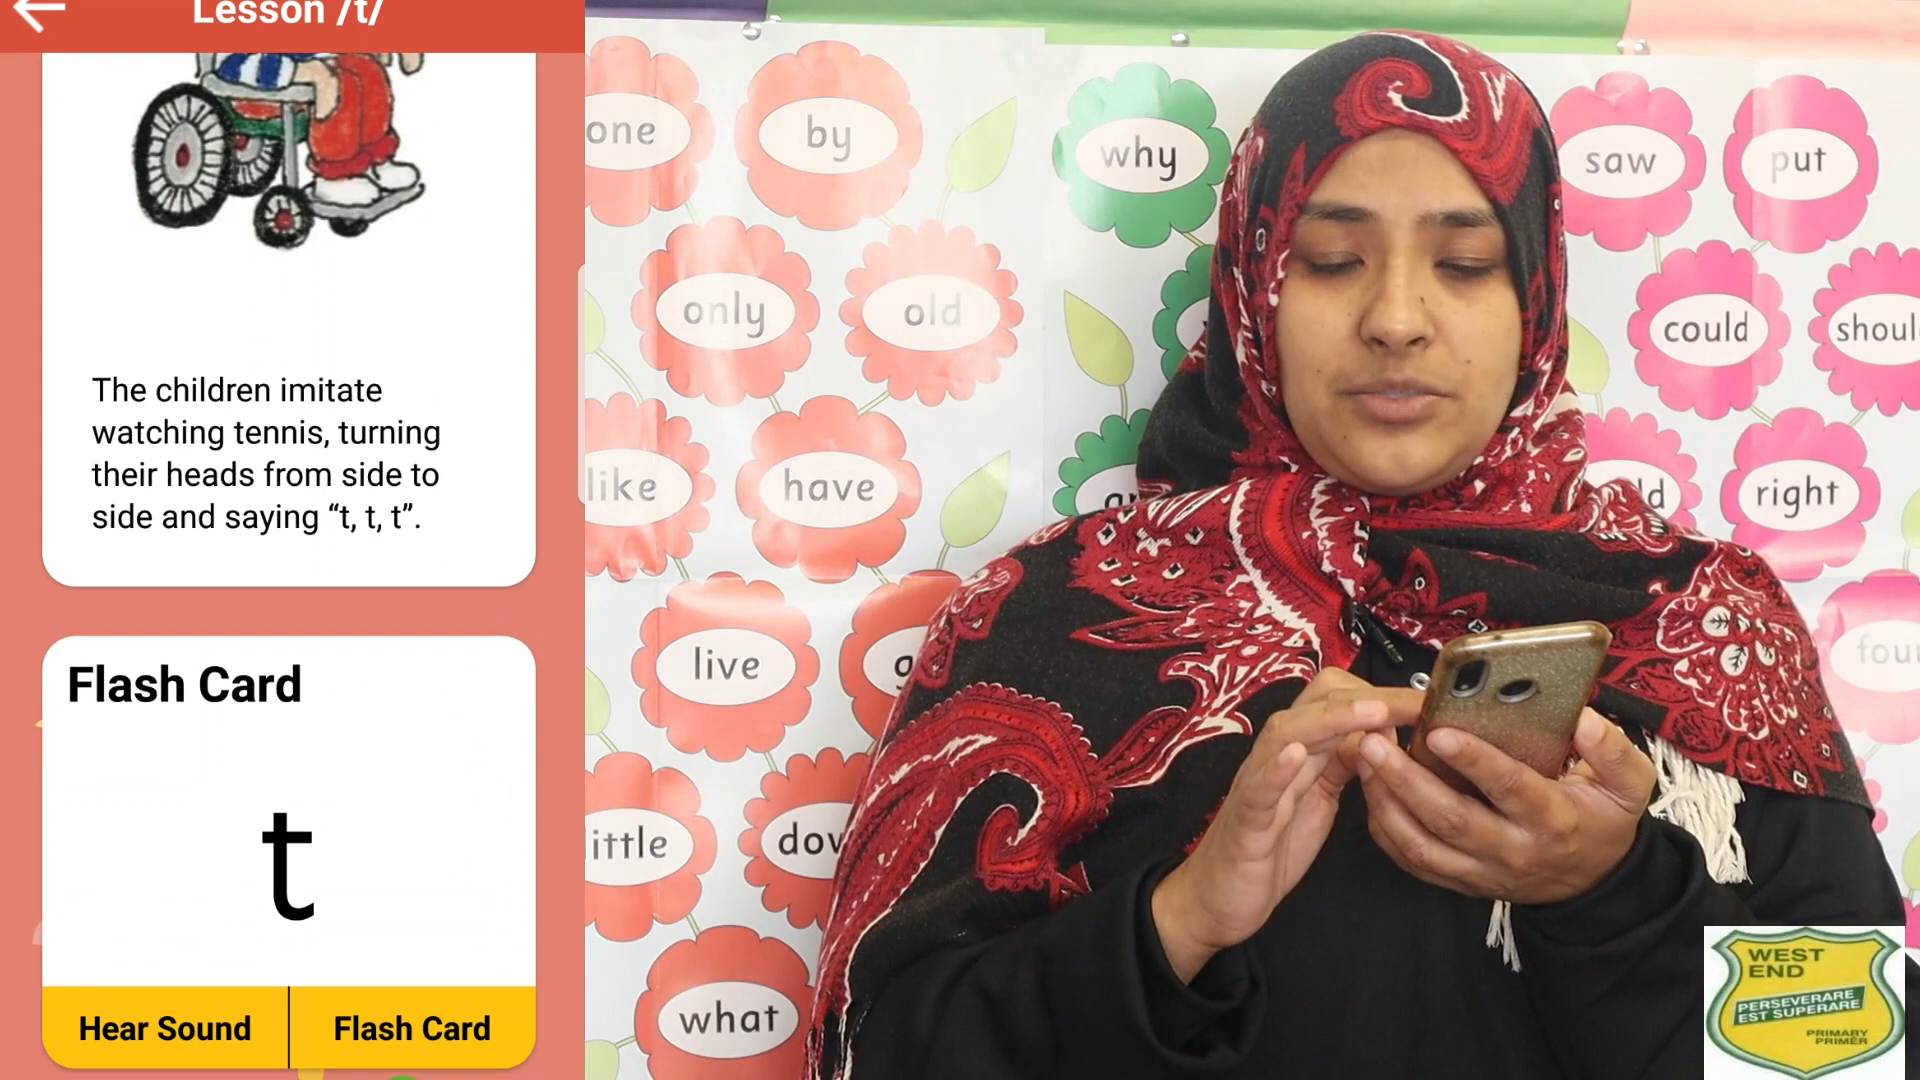 Lesson /t/
The children imitate
watching tennis, turning
their heads from side to
side and saying “t, t, t”.
Flash Card
t
Hear Sound
Flash Card
one
by
why
saw
put
only
old
could
like
have
right
live
what
WEST
END
PERSEVERARE
EST SUPERARE
PRIMARY
PRIMÊR